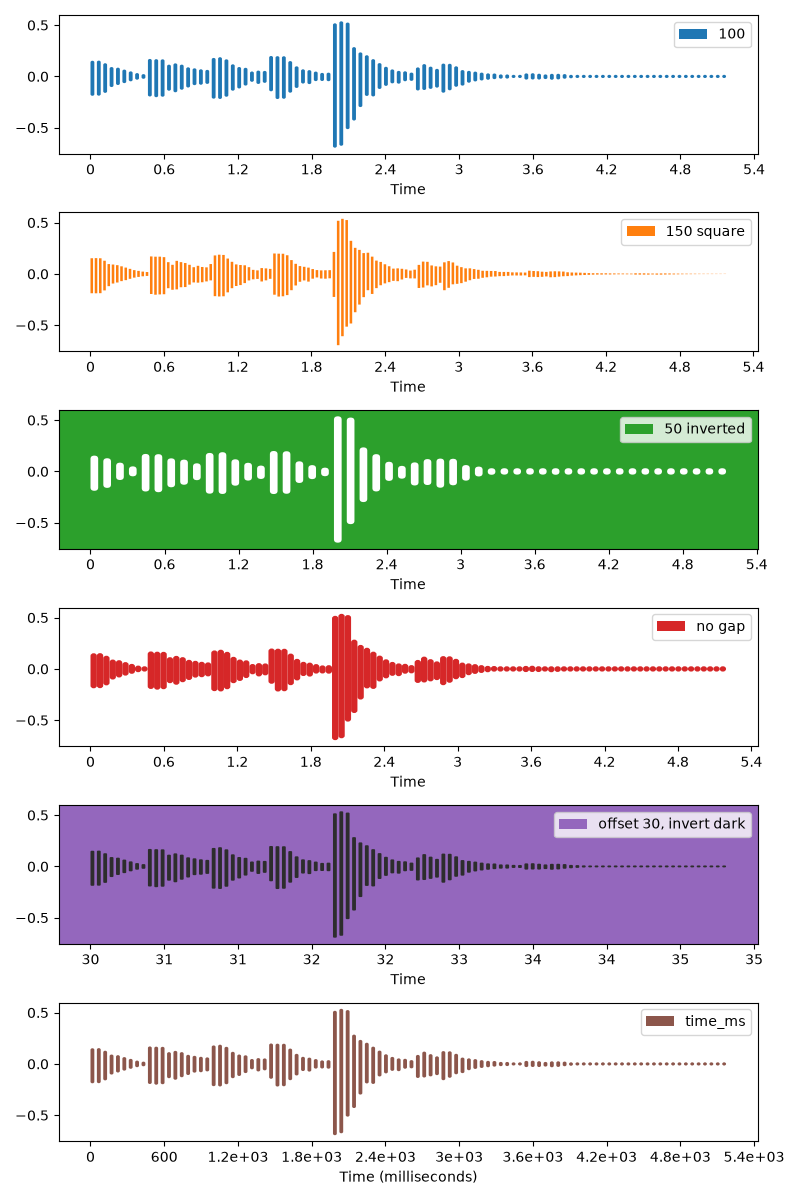 0.5
0.0
−0.5
100
0 0.6 1.2 1.8 2.4 3 3.6 4.2 4.8 5.4
Time
0.5
0.0
−0.5
150 square
0 0.6 1.2 1.8 2.4 3 3.6 4.2 4.8 5.4
Time
0.5
0.0
−0.5
50 inverted
0 0.6 1.2 1.8 2.4 3 3.6 4.2 4.8 5.4
Time
0.5
0.0
−0.5
no gap
0 0.6 1.2 1.8 2.4 3 3.6 4.2 4.8 5.4
Time
0.5
0.0
−0.5
offset 30, invert dark
30 31 31 32 32 33 34 34 35 35
Time
0.5
0.0
−0.5
time_ms
0 600 1.2e+03 1.8e+03 2.4e+03 3e+03 3.6e+03 4.2e+03 4.8e+03 5.4e+03
Time (milliseconds)